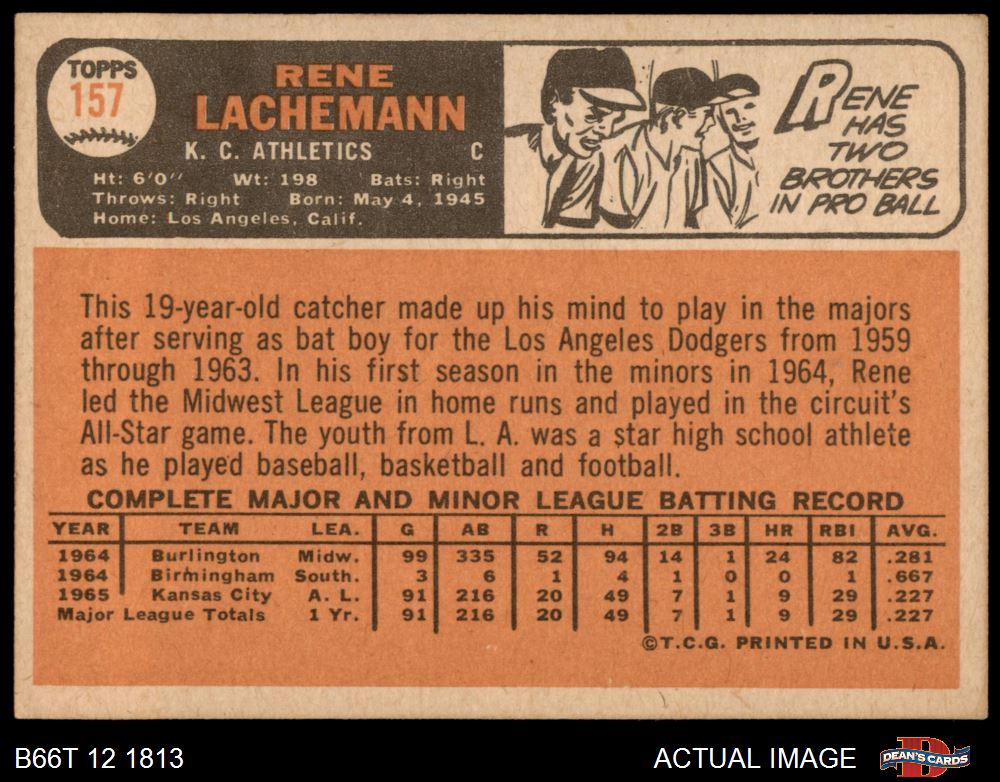 TOPPS
157
RENE
LACHEMANN
K. C. ATHLETICS C
Ht: 6'0" Wt: 198 Bats: Right
Throws: Right Born: May 4, 1945
Home: Los Angeles, Calif.
RENE
HAS
TWO
BROTHERS
IN PRO BALL
This 19-year-old catcher made up his mind to play in the majors
after serving as bat boy for the Los Angeles Dodgers from 1959
through 1963. In his first season in the minors in 1964, Rene
led the Midwest League in home runs and played in the circuit's
All-Star game. The youth from L. A. was a star high school athlete
as he played baseball, basketball and football.
COMPLETE MAJOR AND MINOR LEAGUE BATTING RECORD
YEAR TEAM LEA. G AB R H 2B 3B HR RBI AVG.
1964 Burlington Midw. 99 335 52 94 14 1 24 82 .281
1964 Birmingham South. 3 6 1 4 1 0 0 1 .667
1965 Kansas City A. L. 91 216 20 49 7 1 9 29 .227
Major League Totals 1 Yr. 91 216 20 49 7 1 9 29 .227
©T.C.G. PRINTED IN U.S.A.
B66T 12 1813 ACTUAL IMAGE DEAN'S CARDS